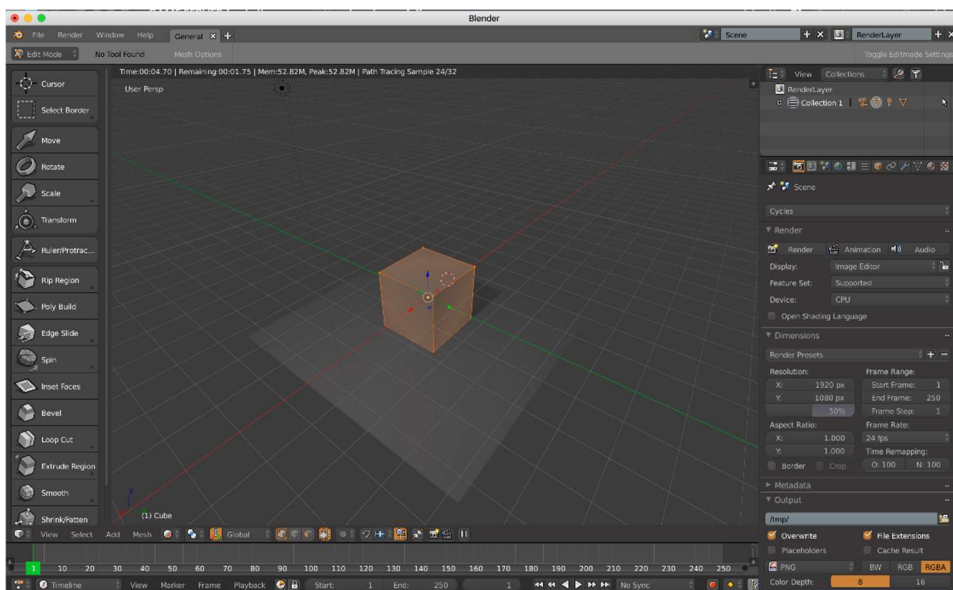 Blender
File Render Window Help General Scene RenderLayer
Edit Mode No Tool Found Mesh Options Toggle Editmode Settings
Time:00:04.70 | Remaining:00:01.75 | Mem:52.82M, Peak:52.82M | Path Tracing Sample 24/32
User Persp
Cursor
Select Border
Move
Rotate
Scale
Transform
Ruler/Protrac...
Rip Region
Poly Build
Edge Slide
Spin
Inset Faces
Bevel
Loop Cut
Extrude Region
Smooth
Shrink/Fatten
(1) Cube
View Collections
RenderLayer
Collection 1
Scene
Cycles
Render
Render Animation Audio
Display: Image Editor
Feature Set: Supported
Device: CPU
Open Shading Language
Dimensions
Render Presets
Resolution: Frame Range:
X: 1920 px Start Frame: 1
Y: 1080 px End Frame: 250
50% Frame Step: 1
Aspect Ratio: Frame Rate:
X: 1.000 24 fps
Y: 1.000 Time Remapping:
Border Crop O: 100 N: 100
Metadata
Output
/tmp/
Overwrite File Extensions
Placeholders Cache Result
PNG BW RGB RGBA
Color Depth: 8 16
View Select Add Mesh Global
1 10 20 30 40 50 60 70 80 90 100 110 120 130 140 150 160 170 180 190 200 210 220 230 240 250
Timeline View Marker Frame Playback Start: 1 End: 250 1 No Sync